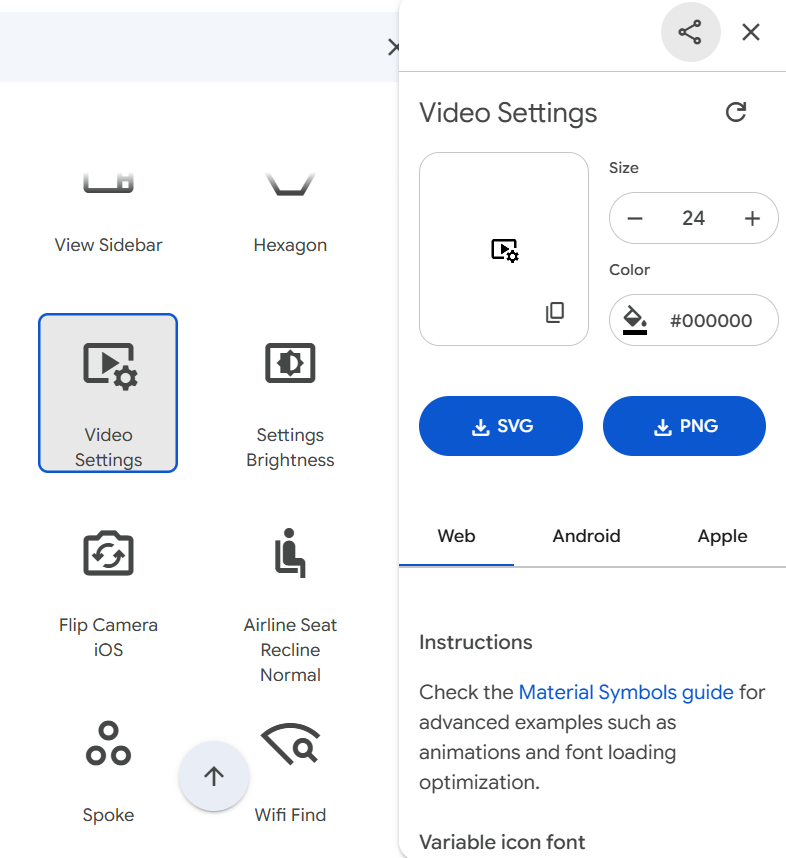 View Sidebar
Hexagon
Video
Settings
Settings
Brightness
Flip Camera
iOS
Airline Seat
Recline
Normal
Spoke
Wifi Find
Video Settings
Size
24
Color
#000000
SVG
PNG
Web
Android
Apple
Instructions
Check the Material Symbols guide for
advanced examples such as
animations and font loading
optimization.
Variable icon font